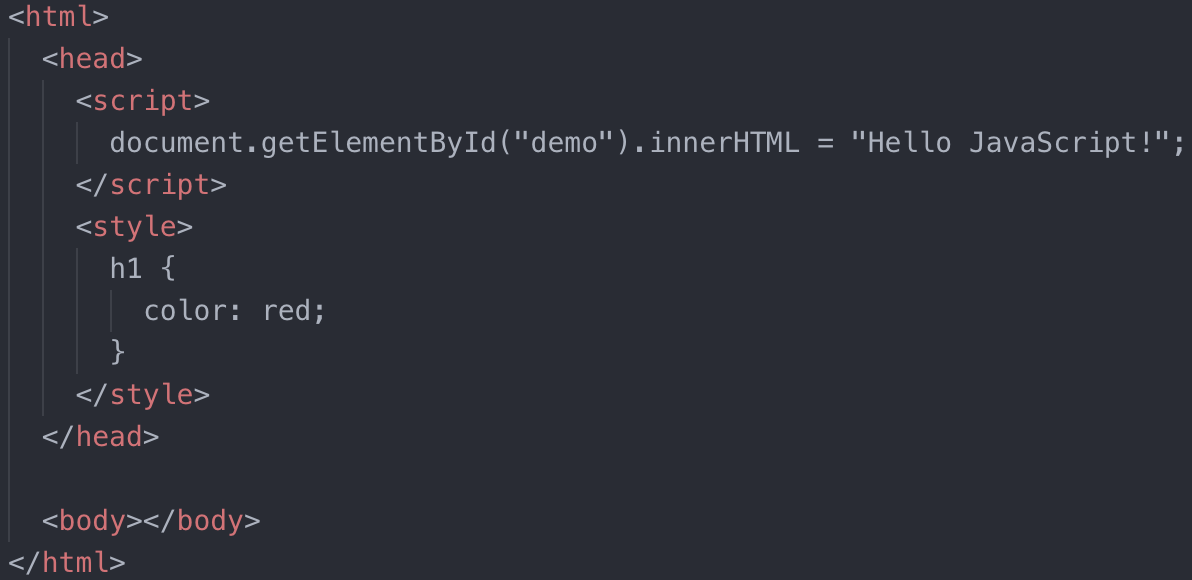 <html>
  <head>
    <script>
      document.getElementById("demo").innerHTML = "Hello JavaScript!";
    </script>
    <style>
      h1 {
        color: red;
      }
    </style>
  </head>

  <body></body>
</html>